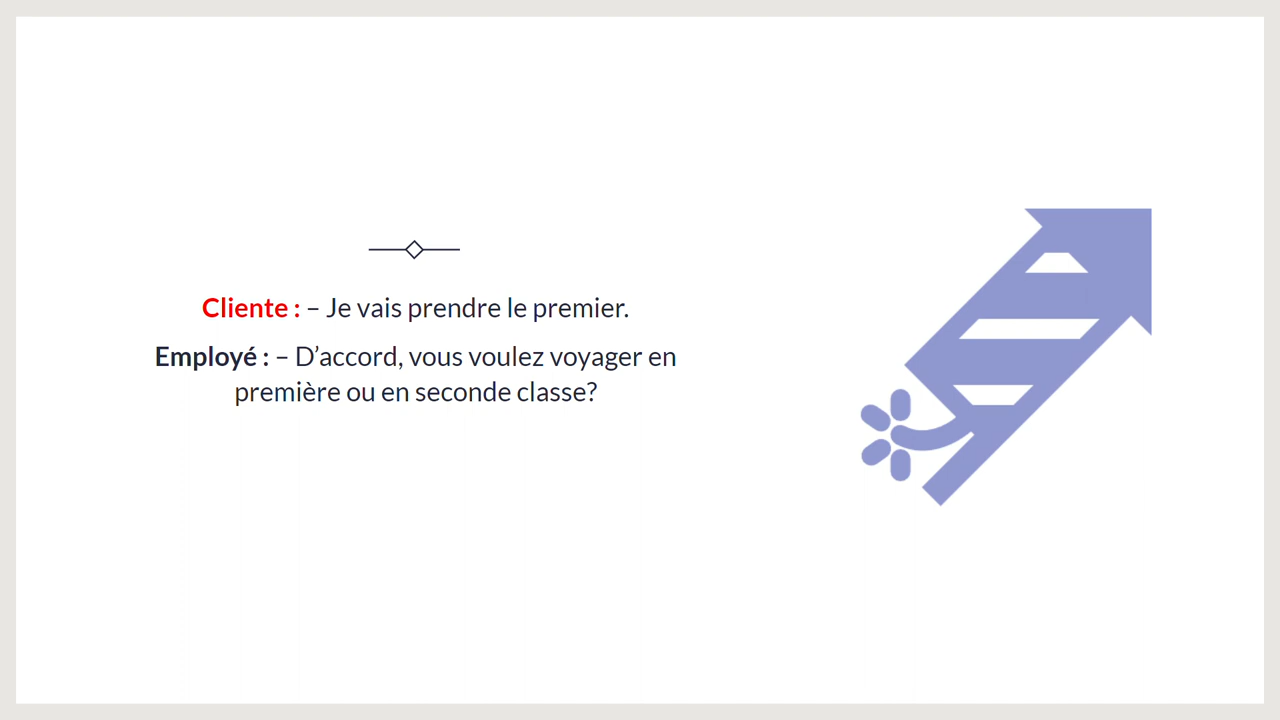 Cliente : – Je vais prendre le premier.
Employé : – D’accord, vous voulez voyager en
première ou en seconde classe?